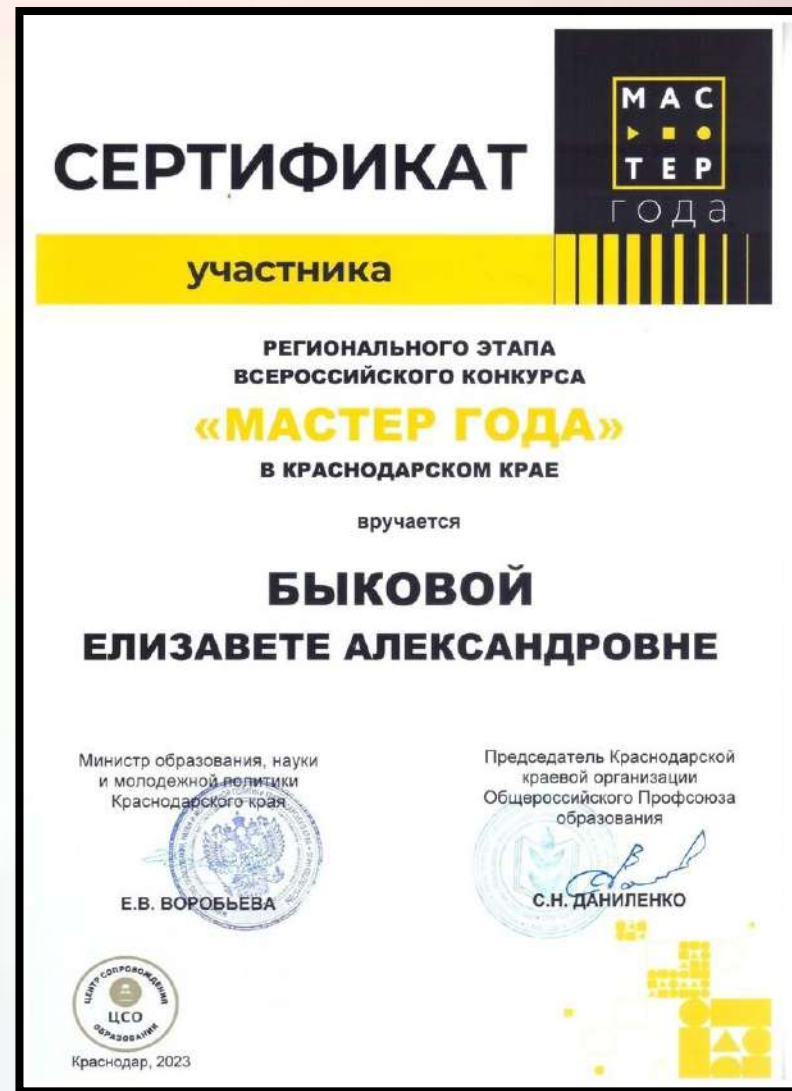 СЕРТИФИКАТ
МАС
ТЕР
года
участника
РЕГИОНАЛЬНОГО ЭТАПА
ВСЕРОССИЙСКОГО КОНКУРСА
«МАСТЕР ГОДА»
В КРАСНОДАРСКОМ КРАЕ
вручается
БЫКОВОЙ
ЕЛИЗАВЕТЕ АЛЕКСАНДРОВНЕ
Министр образования, науки
и молодежной политики
Краснодарского края
Е.В. ВОРОБЬЕВА
Председатель Краснодарской
краевой организации
Общероссийского Профсоюза
образования
С.Н. ДАНИЛЕНКО
ЦЕНТР СОПРОВОЖДЕНИЯ
ЦСО
ОБРАЗОВАНИЯ
Краснодар, 2023